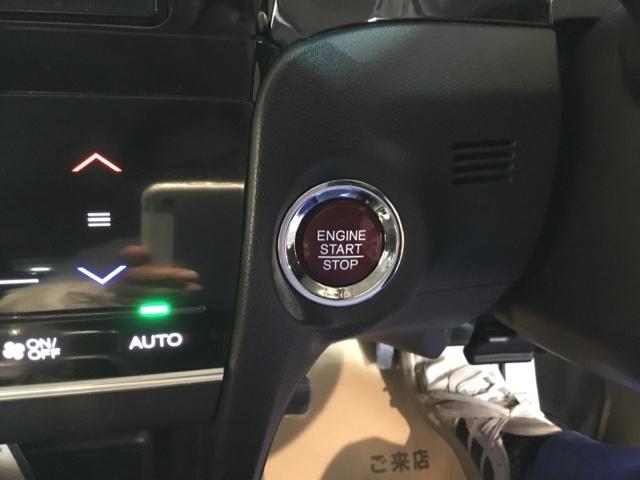 ENGINE
START
STOP
ON/
OFF
AUTO
ご来店